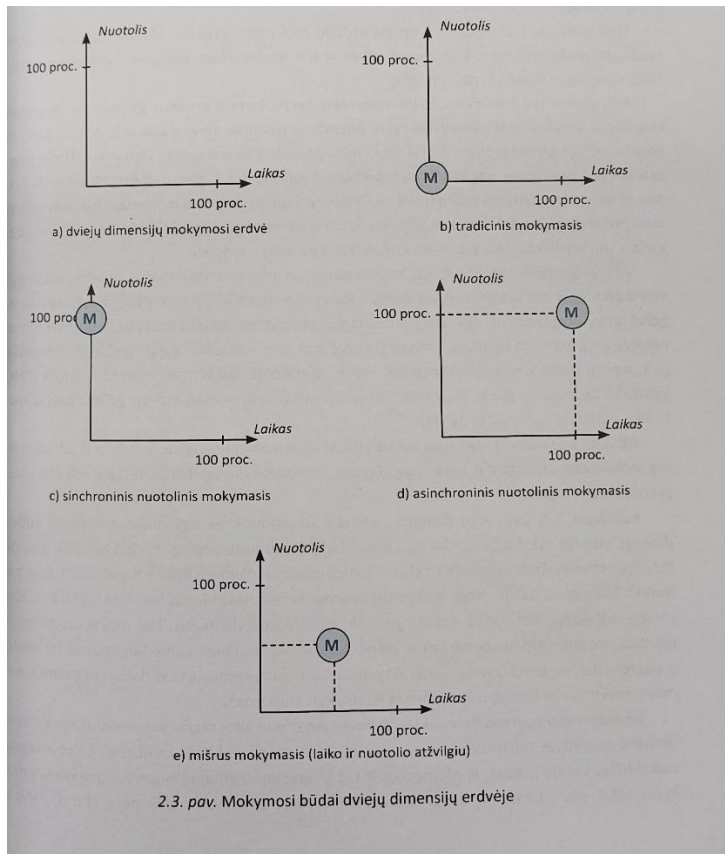 Nuotolis
100 proc.
Laikas
100 proc.
a) dviejų dimensijų mokymosi erdvė
Nuotolis
100 proc.
M
Laikas
100 proc.
b) tradicinis mokymasis
Nuotolis
100 proc
M
Laikas
100 proc.
c) sinchroninis nuotolinis mokymasis
Nuotolis
100 proc.
M
Laikas
100 proc.
d) asinchroninis nuotolinis mokymasis
Nuotolis
100 proc.
M
Laikas
100 proc.
e) mišrus mokymasis (laiko ir nuotolio atžvilgiu)
2.3. pav. Mokymosi būdai dviejų dimensijų erdvėje